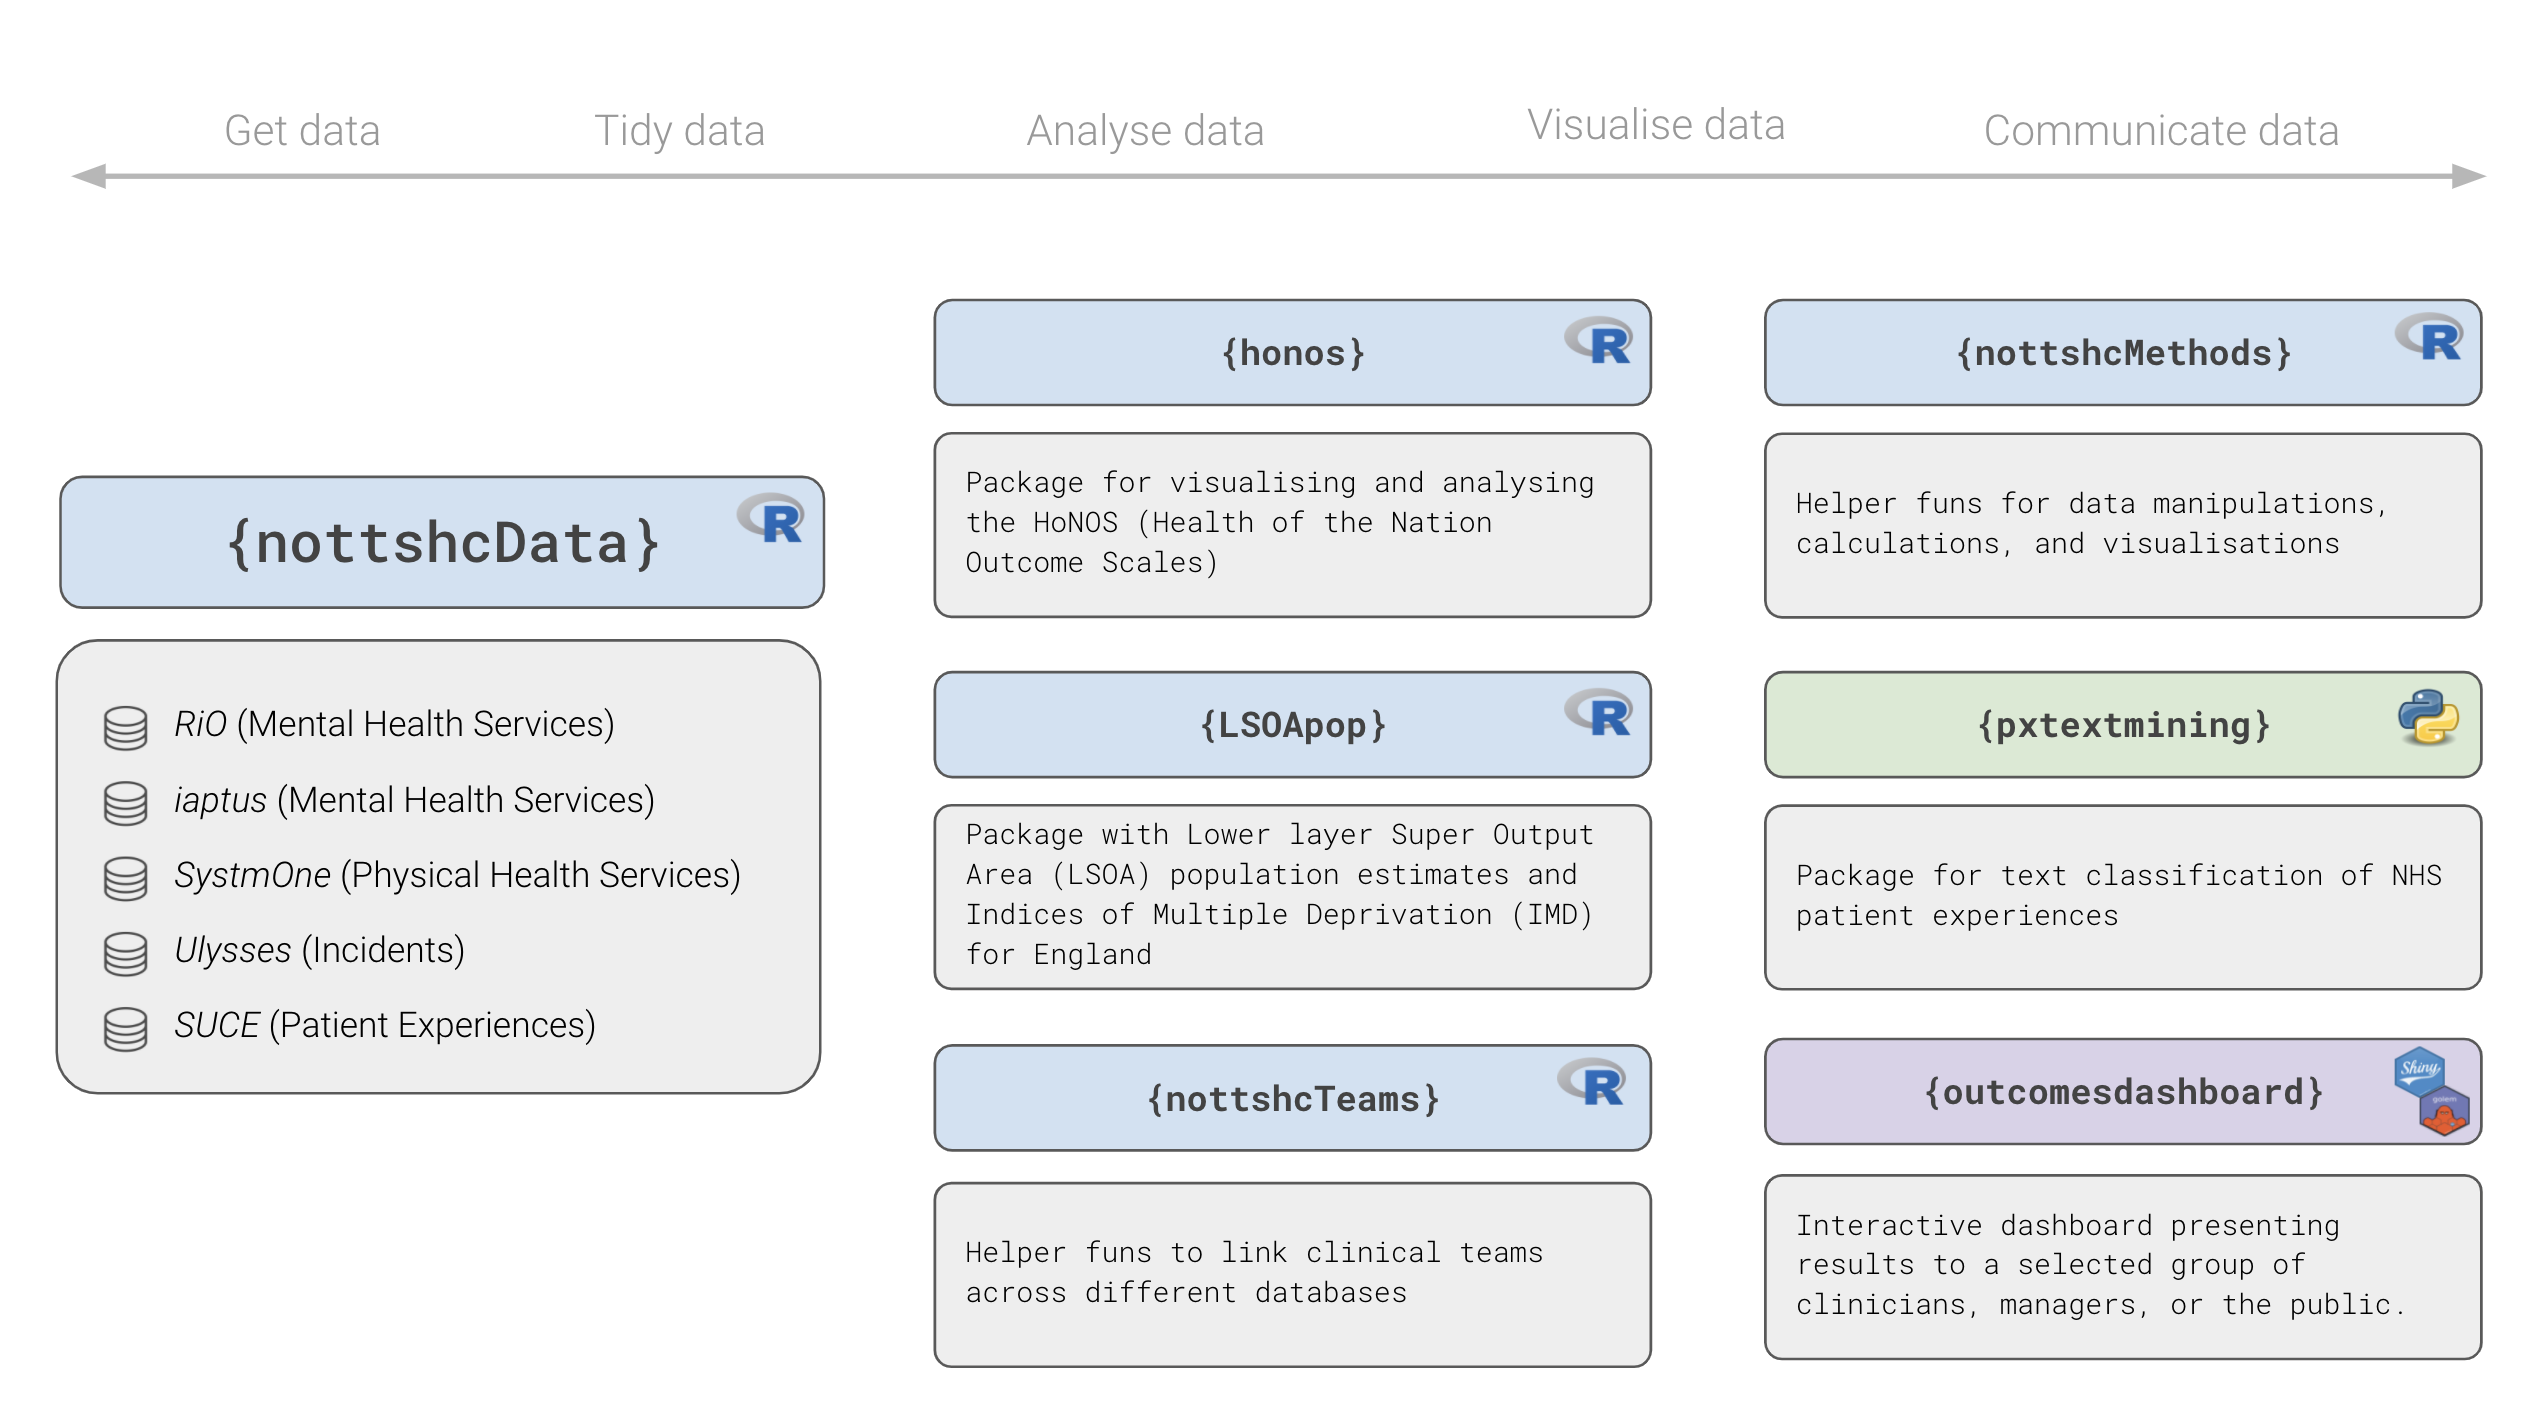 Get data
Tidy data
Analyse data
Visualise data
Communicate data
{nottshcData}
R
RiO (Mental Health Services)
iaptus (Mental Health Services)
SystmOne (Physical Health Services)
Ulysses (Incidents)
SUCE (Patient Experiences)
{honos}
R
Package for visualising and analysing
the HoNOS (Health of the Nation
Outcome Scales)
{LSOApop}
R
Package with Lower layer Super Output
Area (LSOA) population estimates and
Indices of Multiple Deprivation (IMD)
for England
{nottshcTeams}
R
Helper funs to link clinical teams
across different databases
{nottshcMethods}
R
Helper funs for data manipulations,
calculations, and visualisations
{pxtextmining}
Package for text classification of NHS
patient experiences
{outcomesdashboard}
Shiny
golem
Interactive dashboard presenting
results to a selected group of
clinicians, managers, or the public.